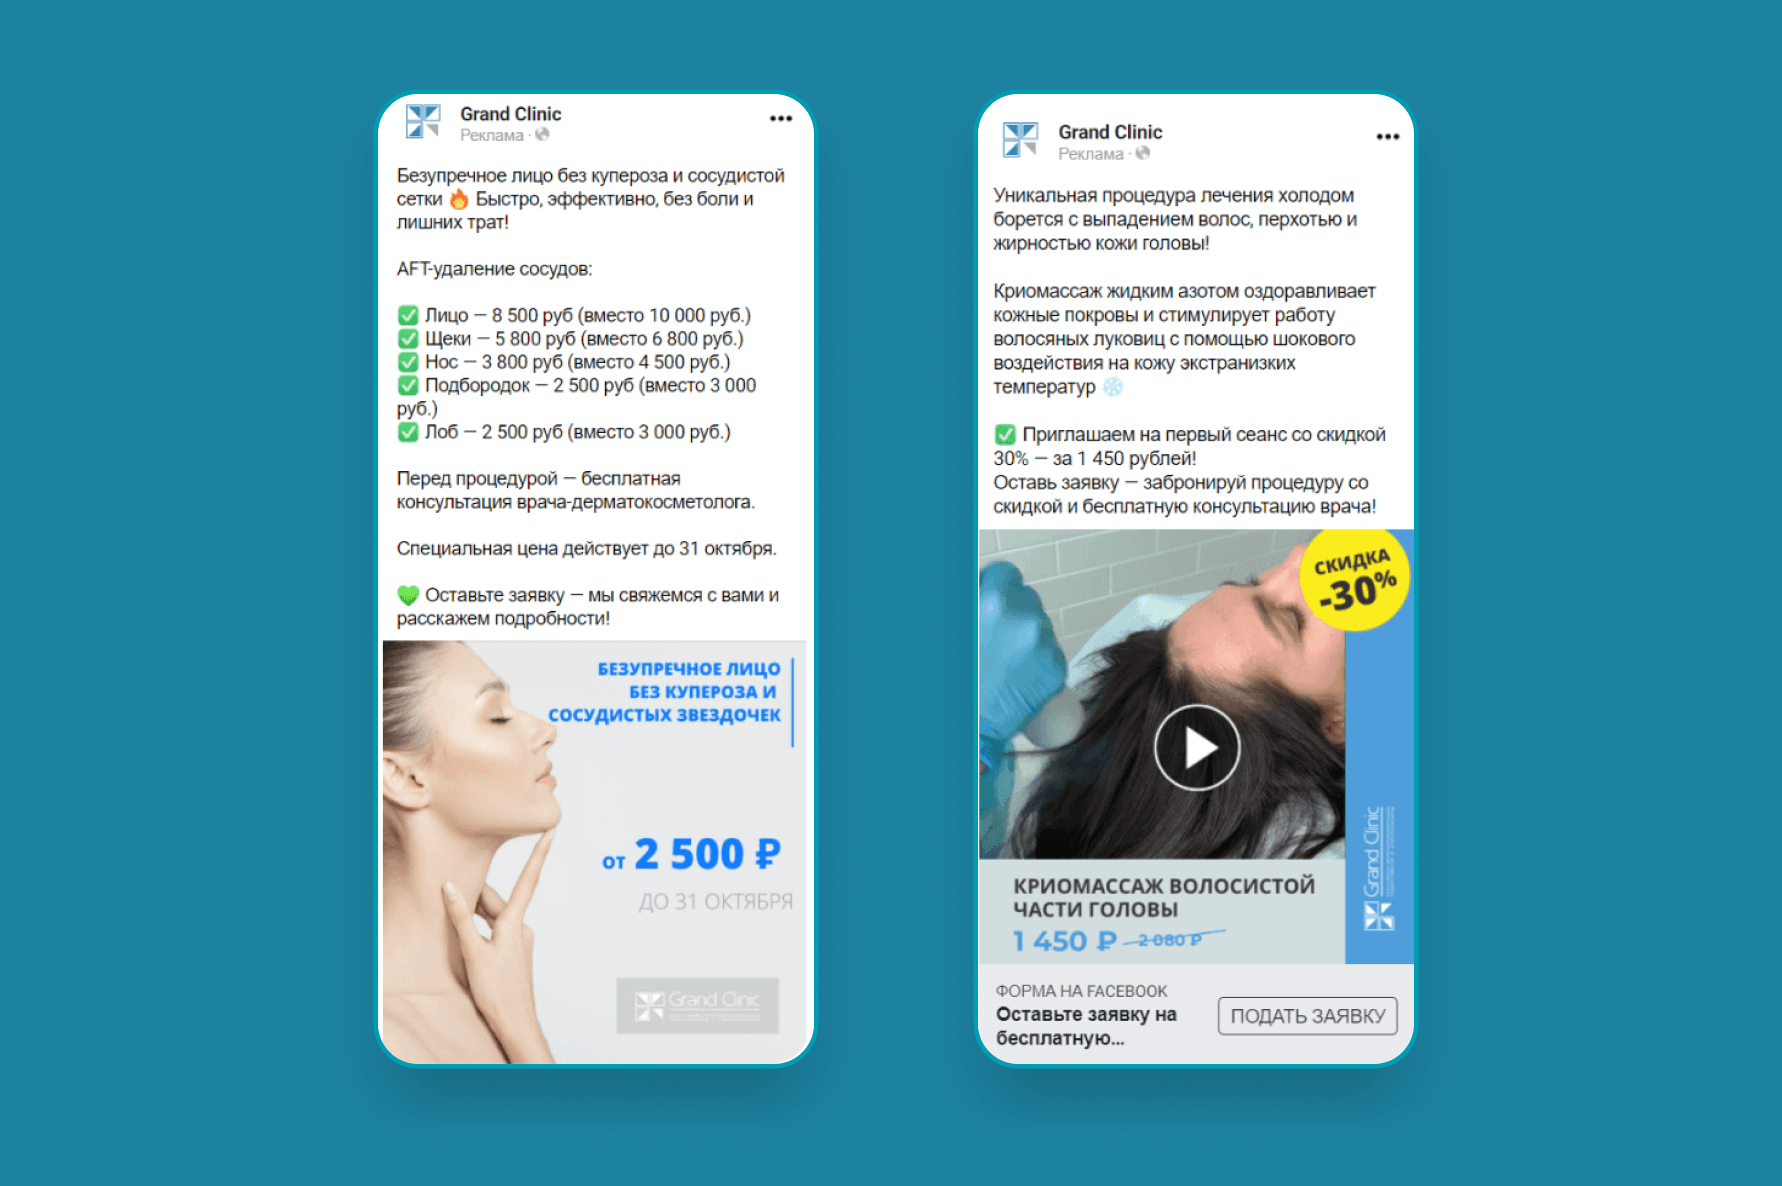 Grand Clinic
Реклама ·
Безупречное лицо без купероза и сосудистой
сетки 🔥 Быстро, эффективно, без боли и
лишних трат!
AFT-удаление сосудов:
✅ Лицо — 8 500 руб (вместо 10 000 руб.)
✅ Щеки — 5 800 руб (вместо 6 800 руб.)
✅ Нос — 3 800 руб (вместо 4 500 руб.)
✅ Подбородок — 2 500 руб (вместо 3 000
руб.)
✅ Лоб — 2 500 руб (вместо 3 000 руб.)
Перед процедурой — бесплатная
консультация врача-дерматокосметолога.
Специальная цена действует до 31 октября.
💚 Оставьте заявку — мы свяжемся с вами и
расскажем подробности!
БЕЗУПРЕЧНОЕ ЛИЦО
БЕЗ КУПЕРОЗА И
СОСУДИСТЫХ ЗВЕЗДОЧЕК
от 2 500 ₽
ДО 31 ОКТЯБРЯ
Grand Clinic
Grand Clinic
Реклама ·
Уникальная процедура лечения холодом
борется с выпадением волос, перхотью и
жирностью кожи головы!
Криомассаж жидким азотом оздоравливает
кожные покровы и стимулирует работу
волосяных луковиц с помощью шокового
воздействия на кожу экстранизких
температур ❄️
✅ Приглашаем на первый сеанс со скидкой
30% — за 1 450 рублей!
Оставь заявку — забронируй процедуру со
скидкой и бесплатную консультацию врача!
СКИДКА
-30%
Grand Clinic
КРИОМАССАЖ ВОЛОСИСТОЙ
ЧАСТИ ГОЛОВЫ
1 450 ₽ 2 080 ₽
ФОРМА НА FACEBOOK
Оставьте заявку на
бесплатную...
ПОДАТЬ ЗАЯВКУ